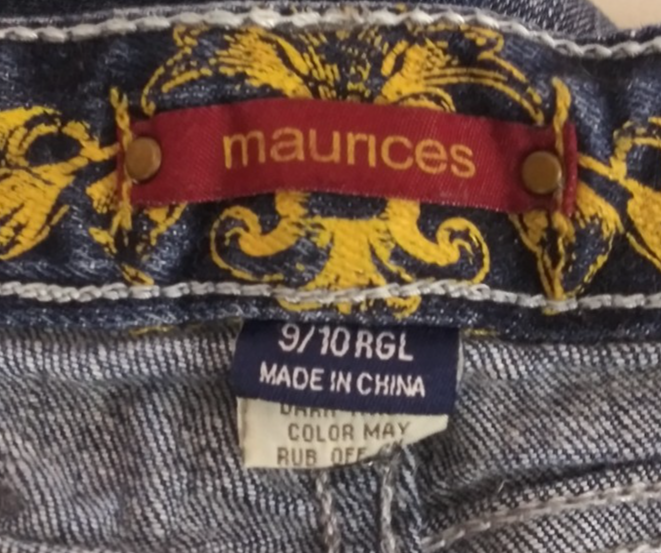 maurices
9/10 RGL
MADE IN CHINA
COLOR MAY
RUB OFF